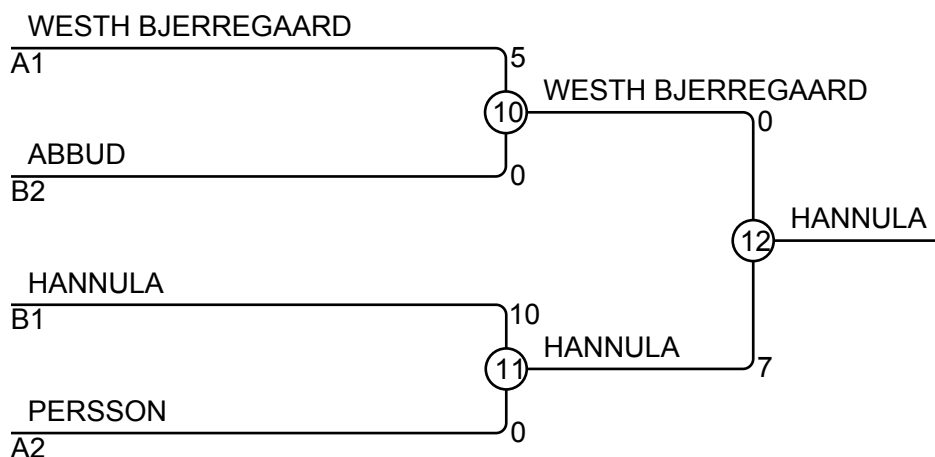 WESTH BJERREGAARD
A1
5
10
WESTH BJERREGAARD
0
ABBUD
B2
0
12
HANNULA
HANNULA
B1
10
11
HANNULA
7
PERSSON
A2
0